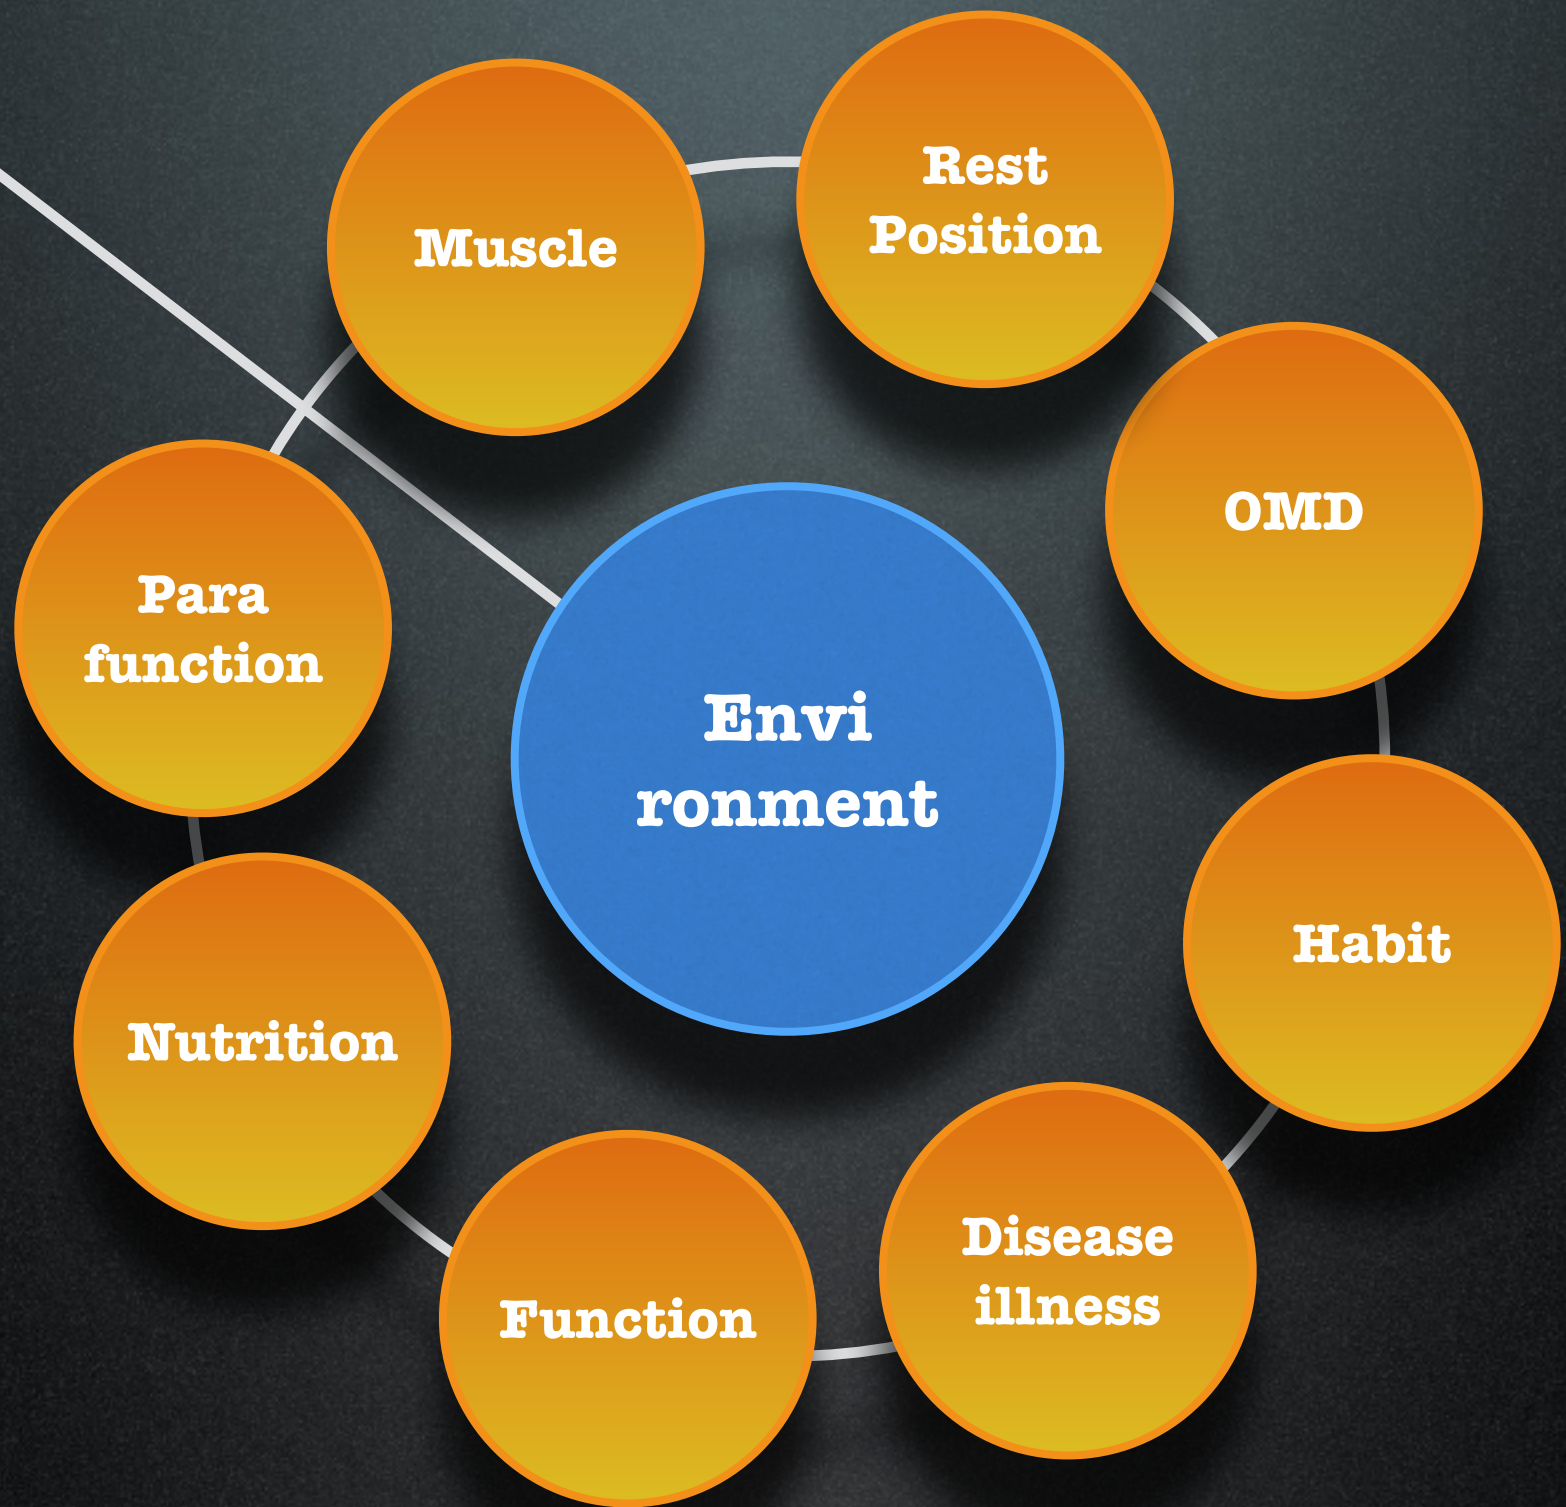 Rest
Position
Muscle
OMD
Para
function
Envi
ronment
Habit
Nutrition
Disease
illness
Function